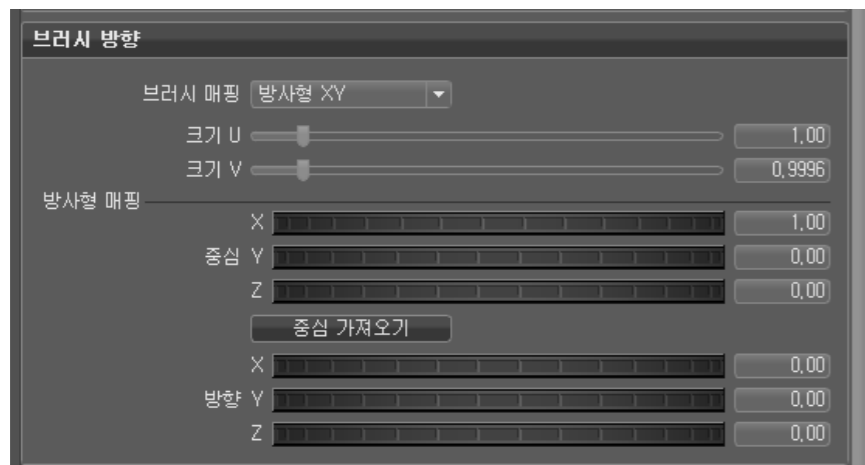 브러시 방향
브러시 매핑 방사형 XY
크기 U 1,00
크기 V 0,9996
방사형 매핑
X 1,00
중심 Y 0,00
Z 0,00
중심 가져오기
X 0,00
방향 Y 0,00
Z 0,00